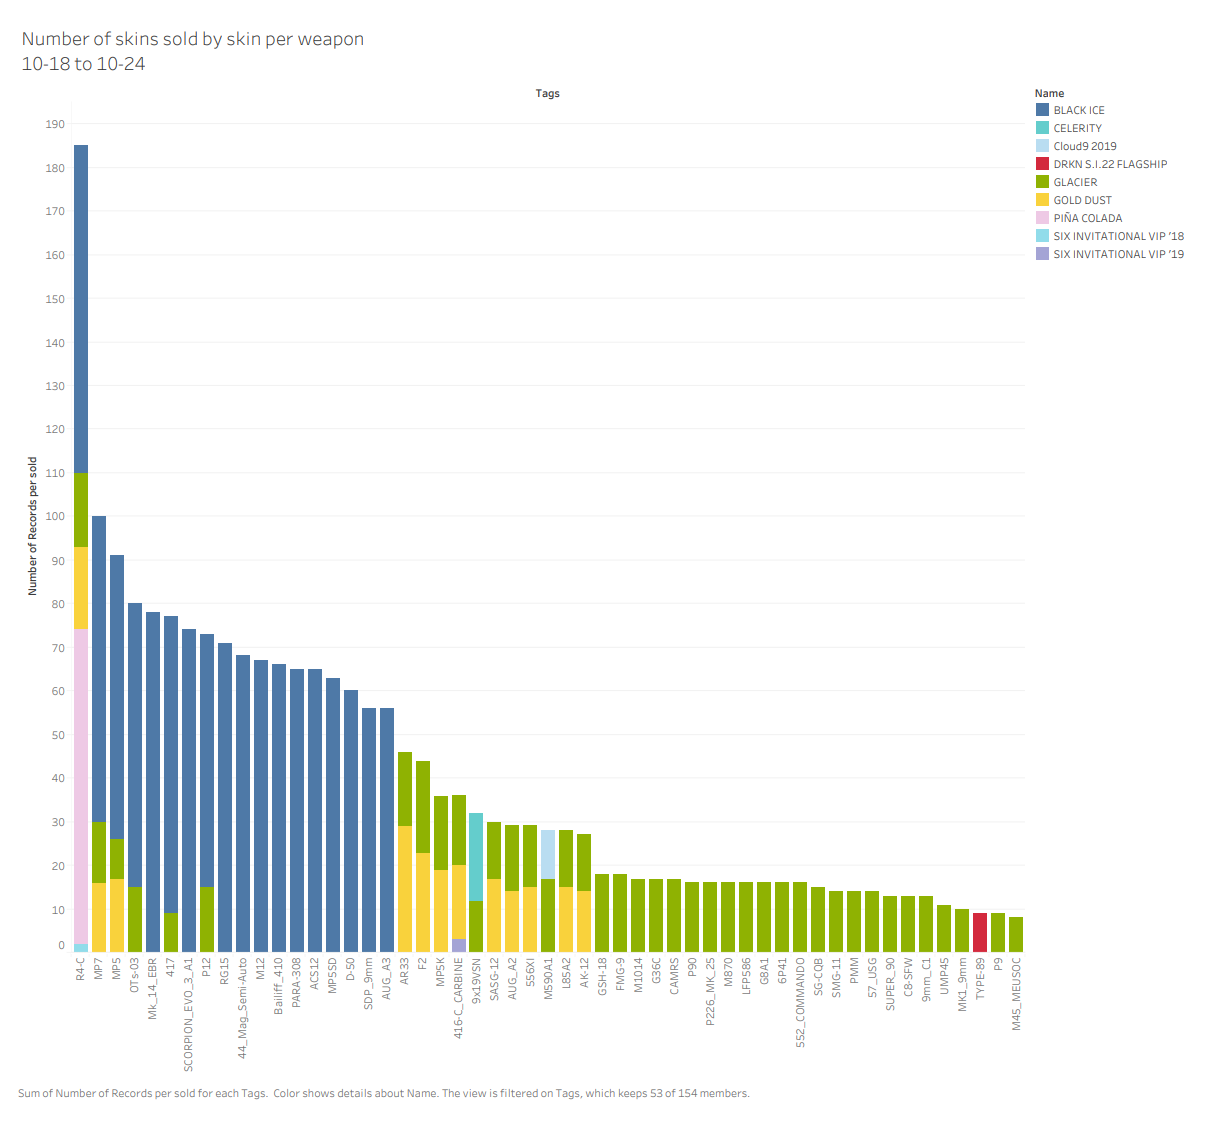 Number of skins sold by skin per weapon
10-18 to 10-24
Tags
Name
BLACK ICE
CELERITY
Cloud9 2019
DRKN S.I.22 FLAGSHIP
GLACIER
GOLD DUST
PIÑA COLADA
SIX INVITATIONAL VIP '18
SIX INVITATIONAL VIP '19
Number of Records per sold
190
180
170
160
150
140
130
120
110
100
90
80
70
60
50
40
30
20
10
0
R4-C
MP7
MP5
OTs-03
Mk_14_EBR
417
SCORPION_EVO_3_A1
P12
RG15
44_Mag_Semi-Auto
M12
Bailiff_410
PARA-308
ACS12
MP5SD
D-50
SDP_9mm
AUG_A3
AR33
F2
MP5K
416-C_CARBINE
9x19VSN
SASG-12
AUG_A2
556XI
M590A1
L85A2
AK-12
GSH-18
FMG-9
M1014
G36C
CAMRS
P90
P226_MK_25
M870
LFP586
G8A1
6P41
552_COMMANDO
SG-CQB
SMG-11
PMM
57_USG
SUPER_90
C8-SFW
9mm_C1
UMP45
MK1_9mm
TYPE-89
P9
M45_MEUSOC
Sum of Number of Records per sold for each Tags.  Color shows details about Name. The view is filtered on Tags, which keeps 53 of 154 members.